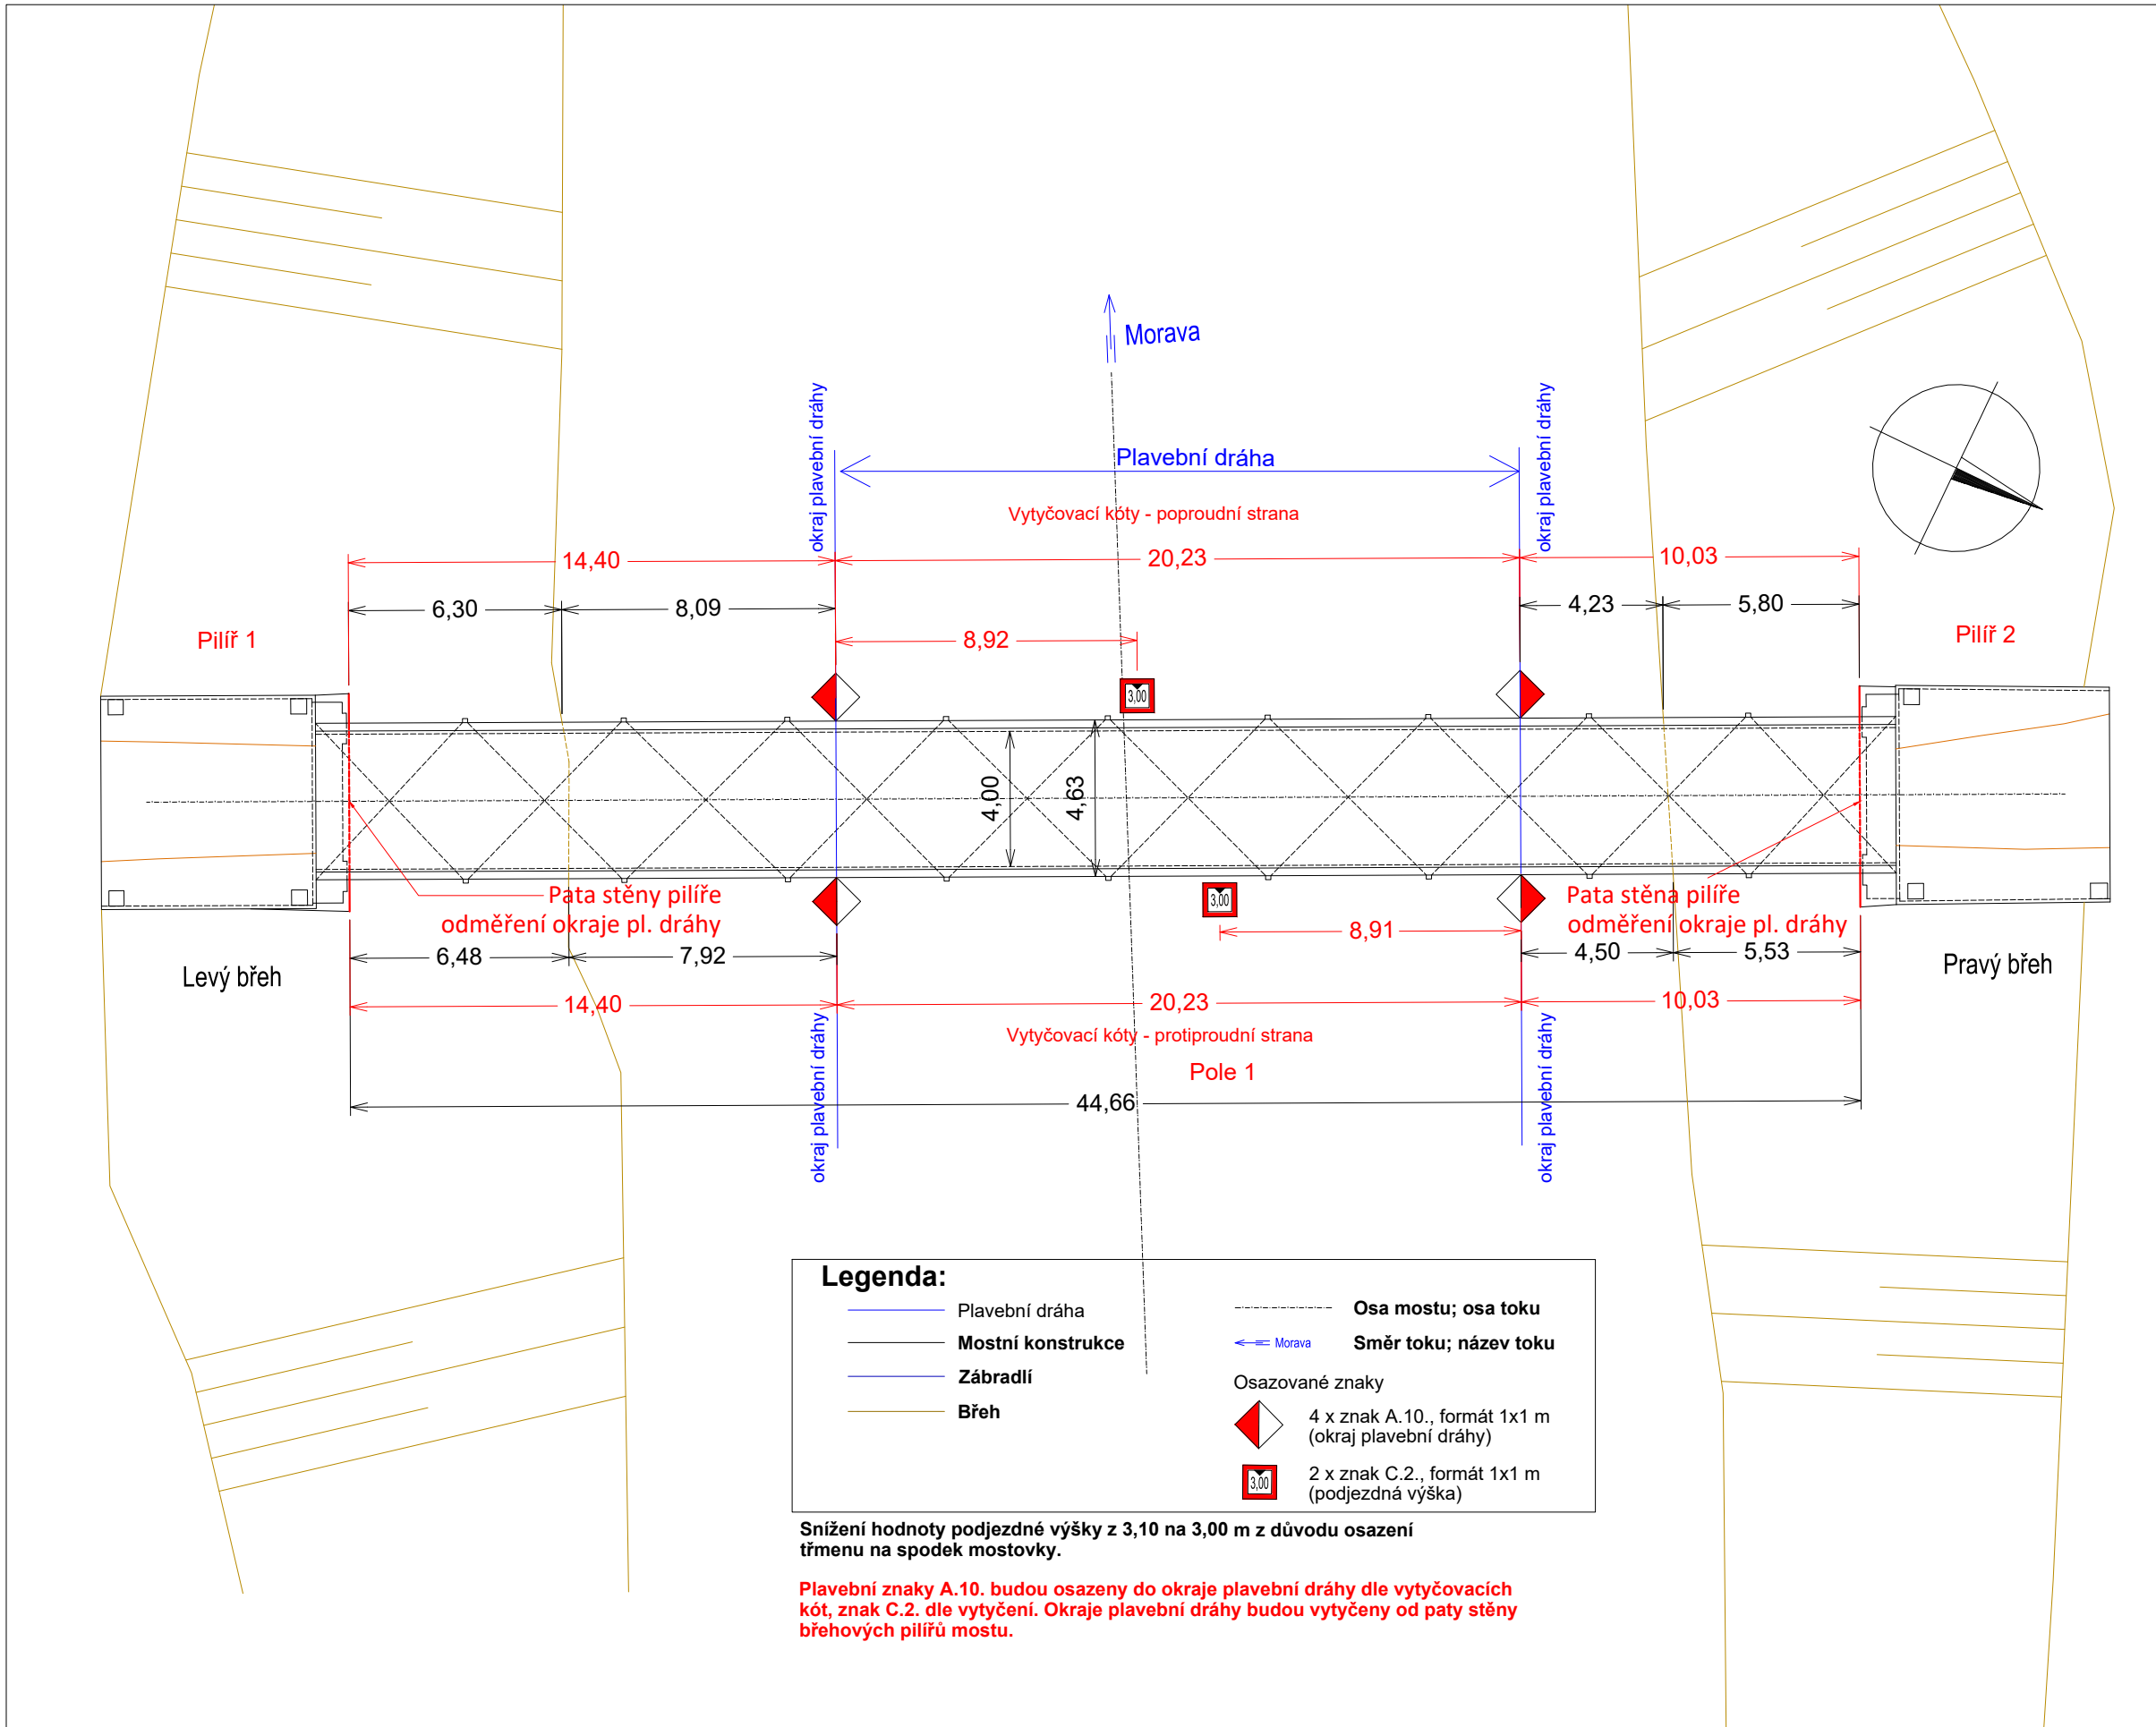 Morava
okraj plavební dráhy
okraj plavební dráhy
Plavební dráha
Vytyčovací kóty - poproudní strana
14,40
20,23
10,03
6,30
8,09
4,23
5,80
8,92
Pilíř 1
Pilíř 2
3,00
4,00
4,63
3,00
Pata stěny pilíře
odměření okraje pl. dráhy
Pata stěna pilíře
odměření okraje pl. dráhy
8,91
6,48
7,92
4,50
5,53
Levý břeh
Pravý břeh
14,40
20,23
10,03
okraj plavební dráhy
okraj plavební dráhy
Vytyčovací kóty - protiproudní strana
Pole 1
44,66
Legenda:
Plavební dráha
Mostní konstrukce
Zábradlí
Břeh
Osa mostu; osa toku
Morava
Směr toku; název toku
Osazované znaky
4 x znak A.10., formát 1x1 m
(okraj plavební dráhy)
3,00
2 x znak C.2., formát 1x1 m
(podjezdná výška)
Snížení hodnoty podjezdné výšky z 3,10 na 3,00 m z důvodu osazení
třmenu na spodek mostovky.
Plavební znaky A.10. budou osazeny do okraje plavební dráhy dle vytyčovacích
kót, znak C.2. dle vytyčení. Okraje plavební dráhy budou vytyčeny od paty stěny
břehových pilířů mostu.